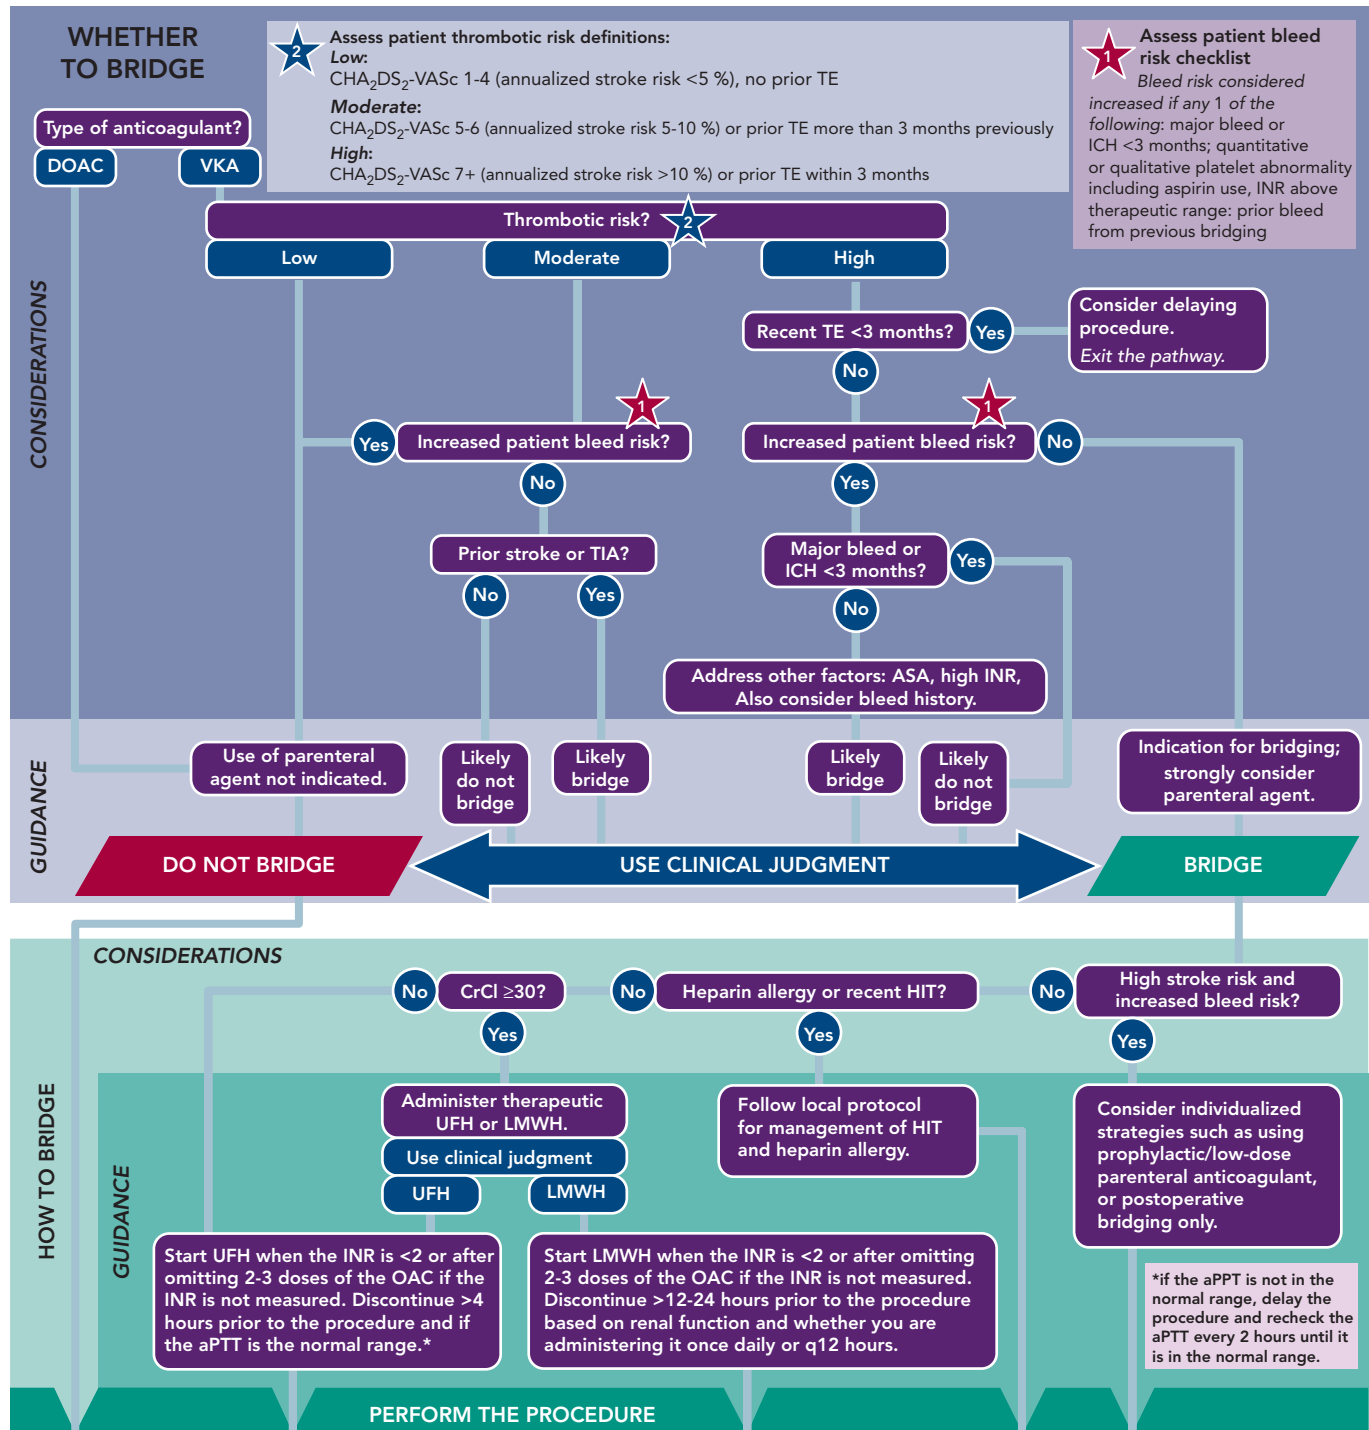 WHETHER
TO BRIDGE
2
Assess patient thrombotic risk definitions:
Low:
CHA2DS2-VASc 1-4 (annualized stroke risk <5 %), no prior TE
Moderate:
CHA2DS2-VASc 5-6 (annualized stroke risk 5-10 %) or prior TE more than 3 months previously
High:
CHA2DS2-VASc 7+ (annualized stroke risk >10 %) or prior TE within 3 months
1
Assess patient bleed
risk checklist
Bleed risk considered
increased if any 1 of the
following: major bleed or
ICH <3 months; quantitative
or qualitative platelet abnormality
including aspirin use, INR above
therapeutic range: prior bleed
from previous bridging
Type of anticoagulant?
DOAC
VKA
Thrombotic risk?
2
Low
Moderate
High
CONSIDERATIONS
Recent TE <3 months?
Yes
Consider delaying
procedure.
Exit the pathway.
No
1
1
Yes
Increased patient bleed risk?
Increased patient bleed risk?
No
No
Yes
Prior stroke or TIA?
Major bleed or
ICH <3 months?
Yes
No
Yes
No
Address other factors: ASA, high INR,
Also consider bleed history.
GUIDANCE
Use of parenteral
agent not indicated.
Likely
do not
bridge
Likely
bridge
Likely
bridge
Likely
do not
bridge
Indication for bridging;
strongly consider
parenteral agent.
DO NOT BRIDGE
USE CLINICAL JUDGMENT
BRIDGE
HOW TO BRIDGE
CONSIDERATIONS
No
CrCl ≥30?
No
Heparin allergy or recent HIT?
No
High stroke risk and
increased bleed risk?
Yes
Yes
Yes
GUIDANCE
Administer therapeutic
UFH or LMWH.
Use clinical judgment
UFH
LMWH
Follow local protocol
for management of HIT
and heparin allergy.
Consider individualized
strategies such as using
prophylactic/low-dose
parenteral anticoagulant,
or postoperative
bridging only.
Start UFH when the INR is <2 or after
omitting 2-3 doses of the OAC if the
INR is not measured. Discontinue >4
hours prior to the procedure and if
the aPTT is the normal range.*
Start LMWH when the INR is <2 or after omitting
2-3 doses of the OAC if the INR is not measured.
Discontinue >12-24 hours prior to the procedure
based on renal function and whether you are
administering it once daily or q12 hours.
*if the aPPT is not in the
normal range, delay the
procedure and recheck the
aPTT every 2 hours until it
is in the normal range.
PERFORM THE PROCEDURE